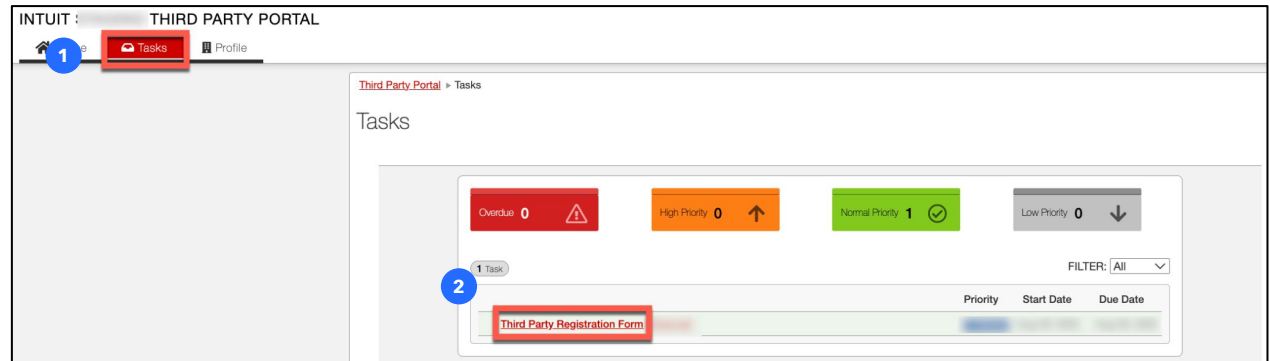 INTUIT THIRD PARTY PORTAL
1 Tasks Profile
Third Party Portal ▸ Tasks
Tasks
Overdue 0 High Priority 0 Normal Priority 1 Low Priority 0
1 Task FILTER: All
2
Priority Start Date Due Date
Third Party Registration Form